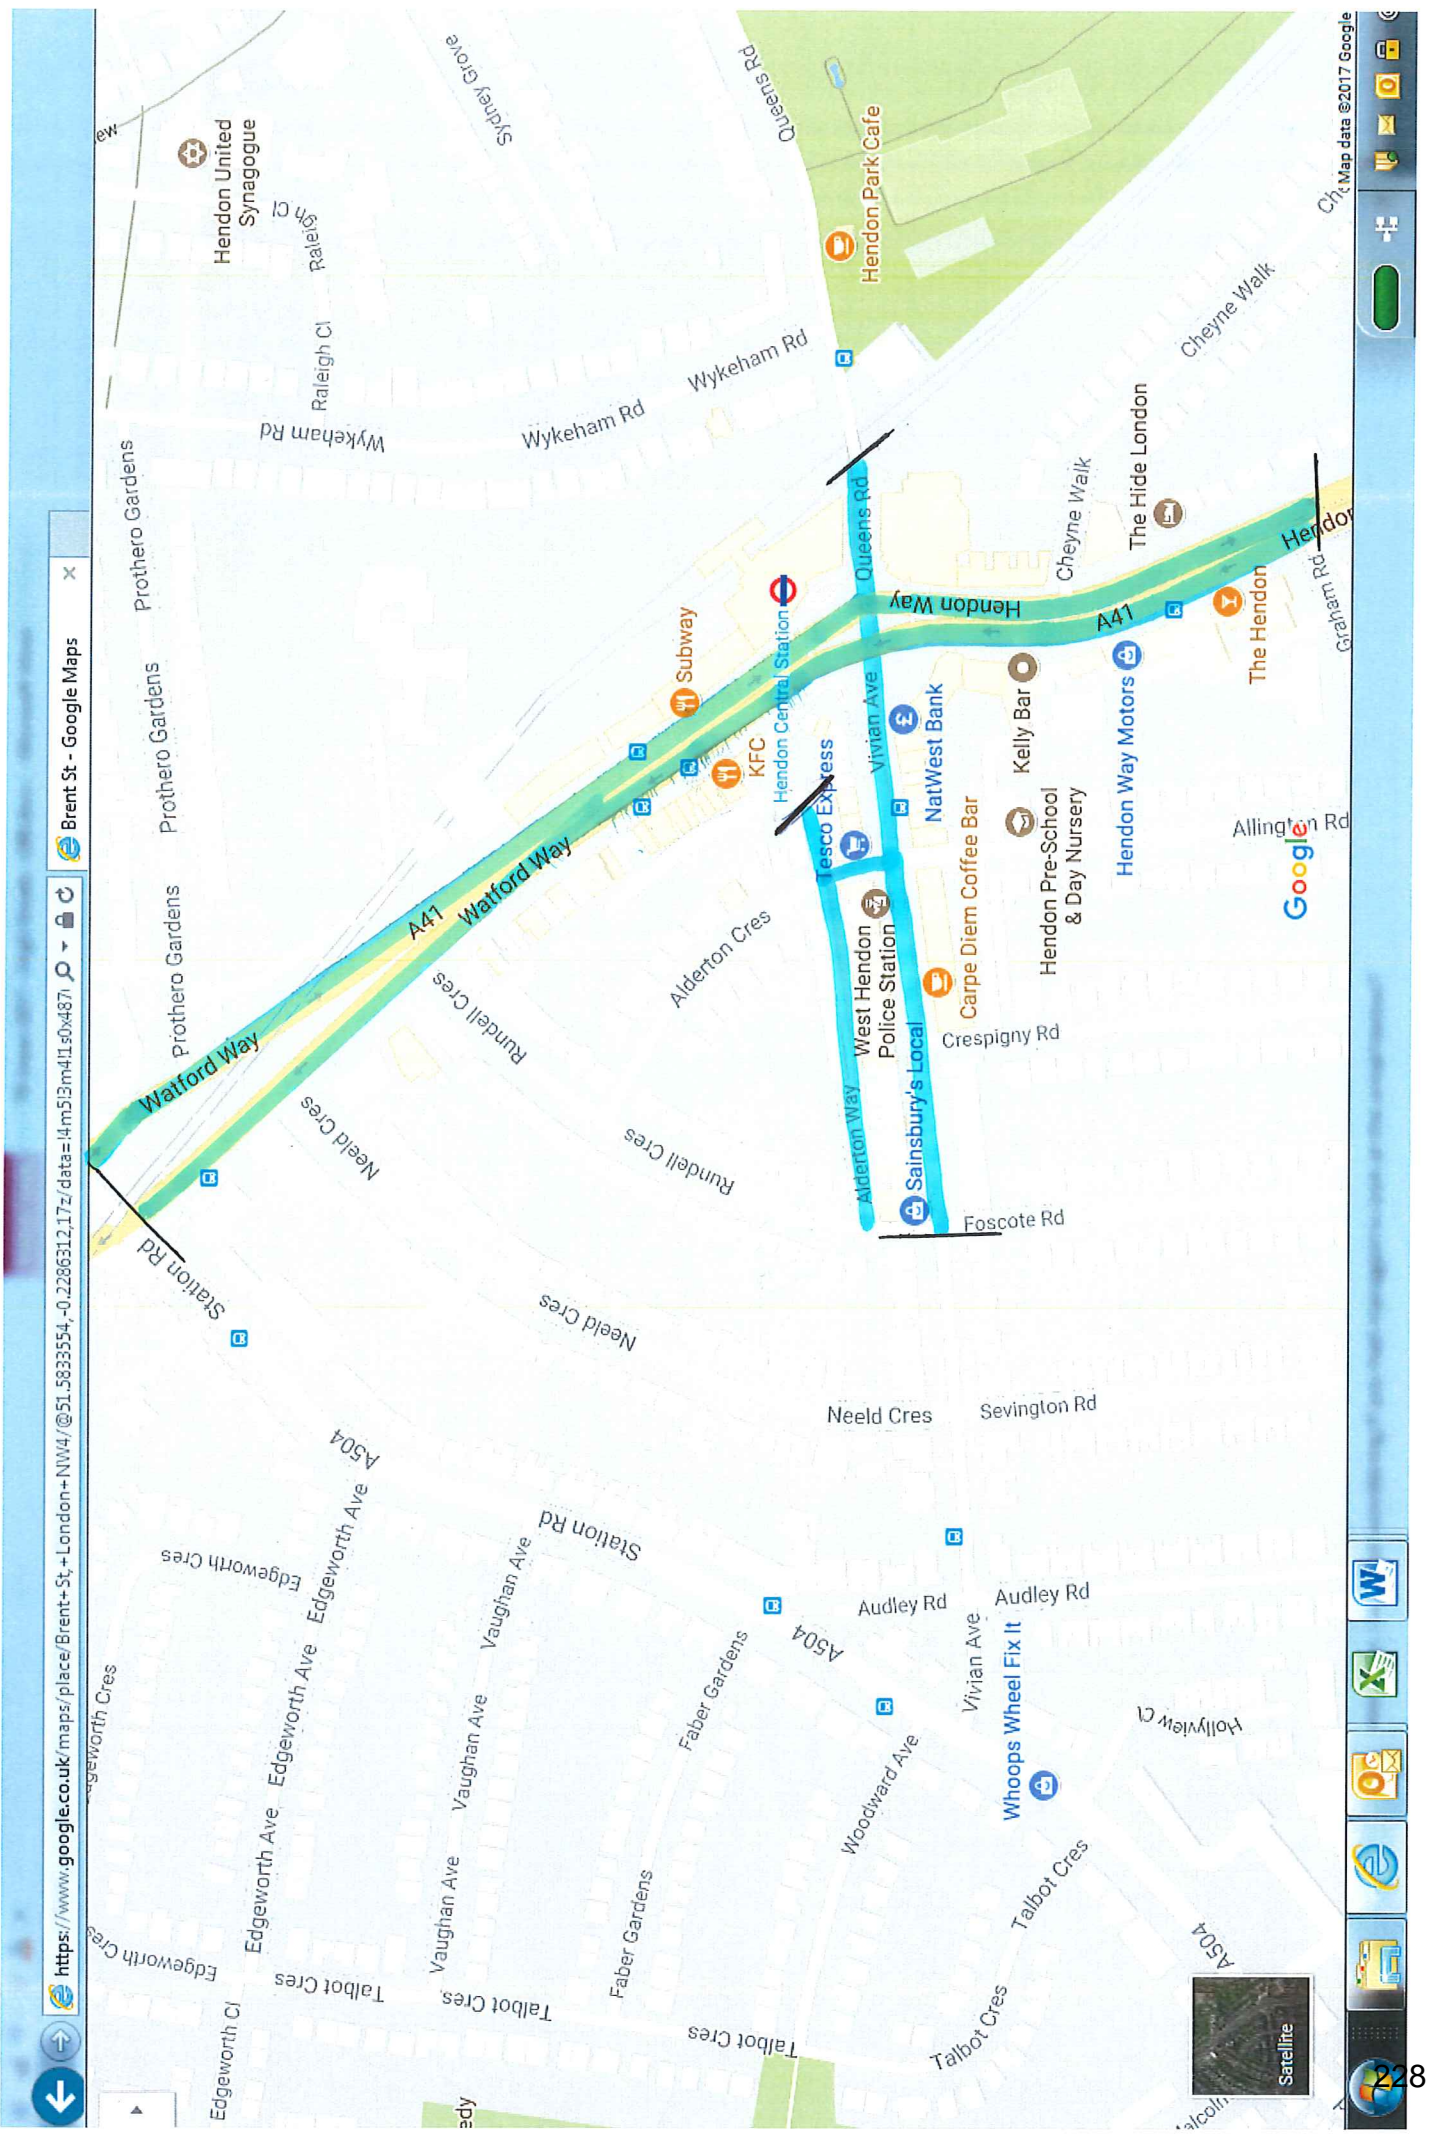 https://www.google.co.uk/maps/place/Brent+St,+London+NW4/@51.5833554,-0.2286312,17z/data=!4m5!3m4!1s0x487
Brent St - Google Maps
ew
Hendon United
Synagogue
Sydney Grove
Queens Rd
Raleigh Cl
Raleigh Cl
Hendon Park Cafe
Wykeham Rd
Wykeham Rd
Wykeham Rd
Prothero Gardens
Prothero Gardens
Prothero Gardens
Prothero Gardens
Cheyne Walk
Cheyne Walk
Map data ©2017 Google
The Hide London
Queens Rd
Hendon Way
A41
Hendon
Graham Rd
The Hendon
Subway
Hendon Central Station
KFC
Tesco Express
Vivian Ave
NatWest Bank
Kelly Bar
Hendon Way Motors
Hendon Pre-School
& Day Nursery
Allington Rd
Google
Watford Way
A41
Watford Way
Alderton Cres
Rundell Cres
Rundell Cres
West Hendon
Police Station
Carpe Diem Coffee Bar
Crespigny Rd
Alderton Way
Sainsbury's Local
Foscote Rd
Neeld Cres
Neeld Cres
Neeld Cres
Sevington Rd
Station Rd
A504
Station Rd
Edgeworth Cres
Edgeworth Ave
Edgeworth Ave
Edgeworth Ave
Edgeworth Cres
Edgeworth Cl
geworth Cres
Vaughan Ave
Vaughan Ave
Vaughan Ave
Faber Gardens
Faber Gardens
A504
Audley Rd
Audley Rd
Vivian Ave
Whoops Wheel Fix It
Hollyview Cl
Woodward Ave
Talbot Cres
Talbot Cres
Talbot Cres
Talbot Cres
Talbot Cres
A504
edy
alcolm
Satellite
228